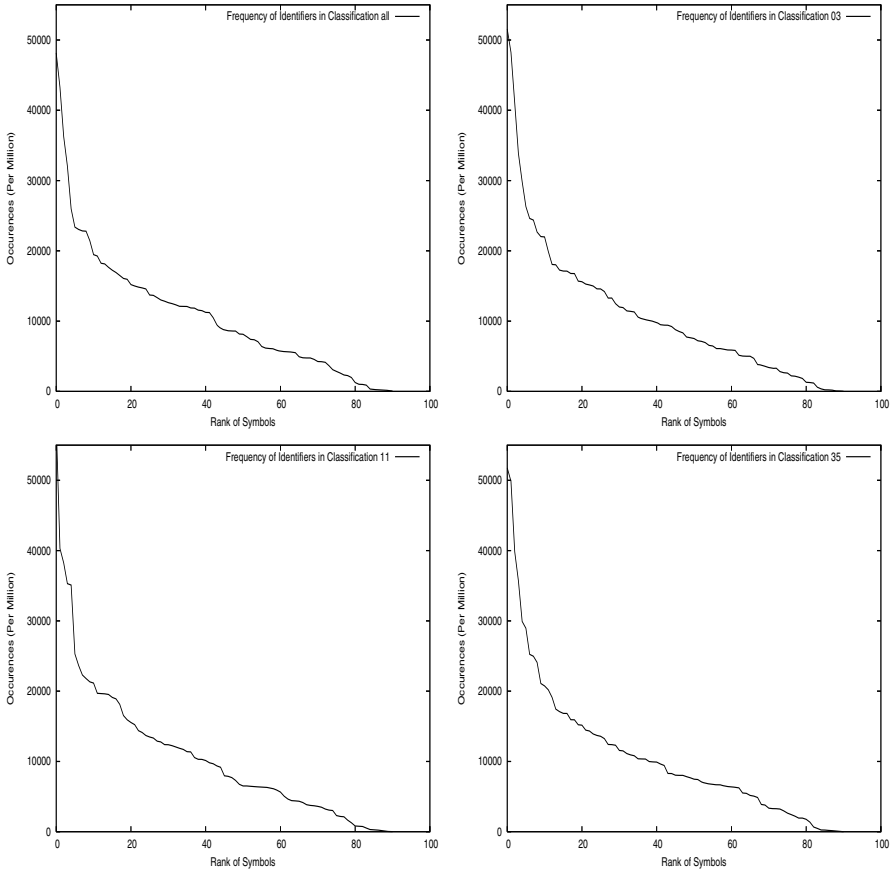 Frequency of Identifiers in Classification all
50000
40000
30000
20000
10000
0
Occurences (Per Million)
0 20 40 60 80 100
Rank of Symbols
Frequency of Identifiers in Classification 03
50000
40000
30000
20000
10000
0
Occurences (Per Million)
0 20 40 60 80 100
Rank of Symbols
Frequency of Identifiers in Classification 11
50000
40000
30000
20000
10000
0
Occurences (Per Million)
0 20 40 60 80 100
Rank of Symbols
Frequency of Identifiers in Classification 35
50000
40000
30000
20000
10000
0
Occurences (Per Million)
0 20 40 60 80 100
Rank of Symbols